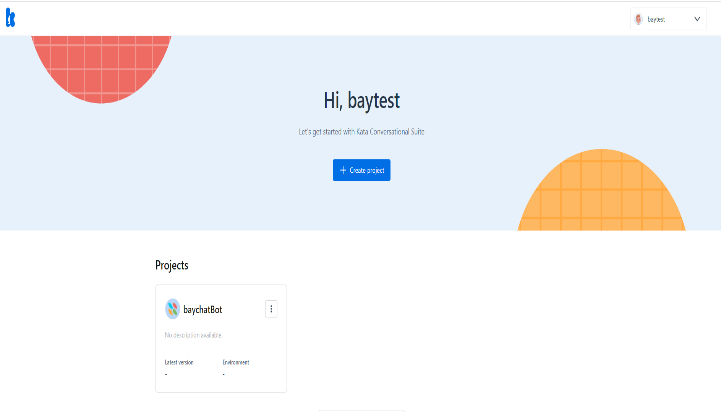 baytest
Hi, baytest
Let's get started with Kata Conversational Suite
+ Create project
Projects
baychatBot
No description available
Latest version
Environment
-
-